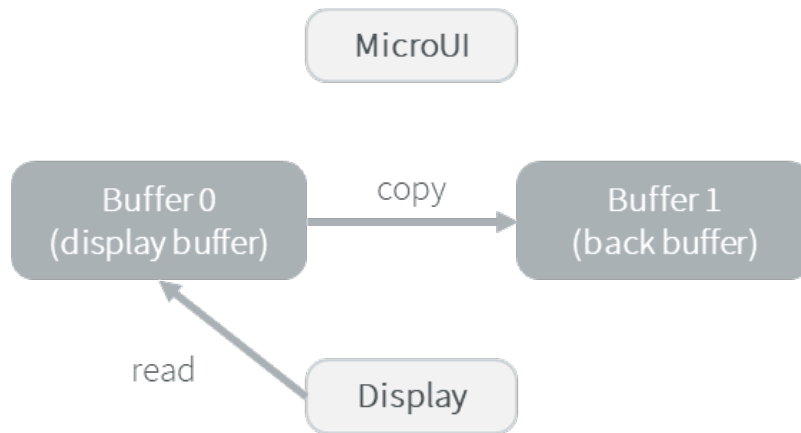 MicroUI
Buffer 0
(display buffer)
copy
Buffer 1
(back buffer)
read
Display